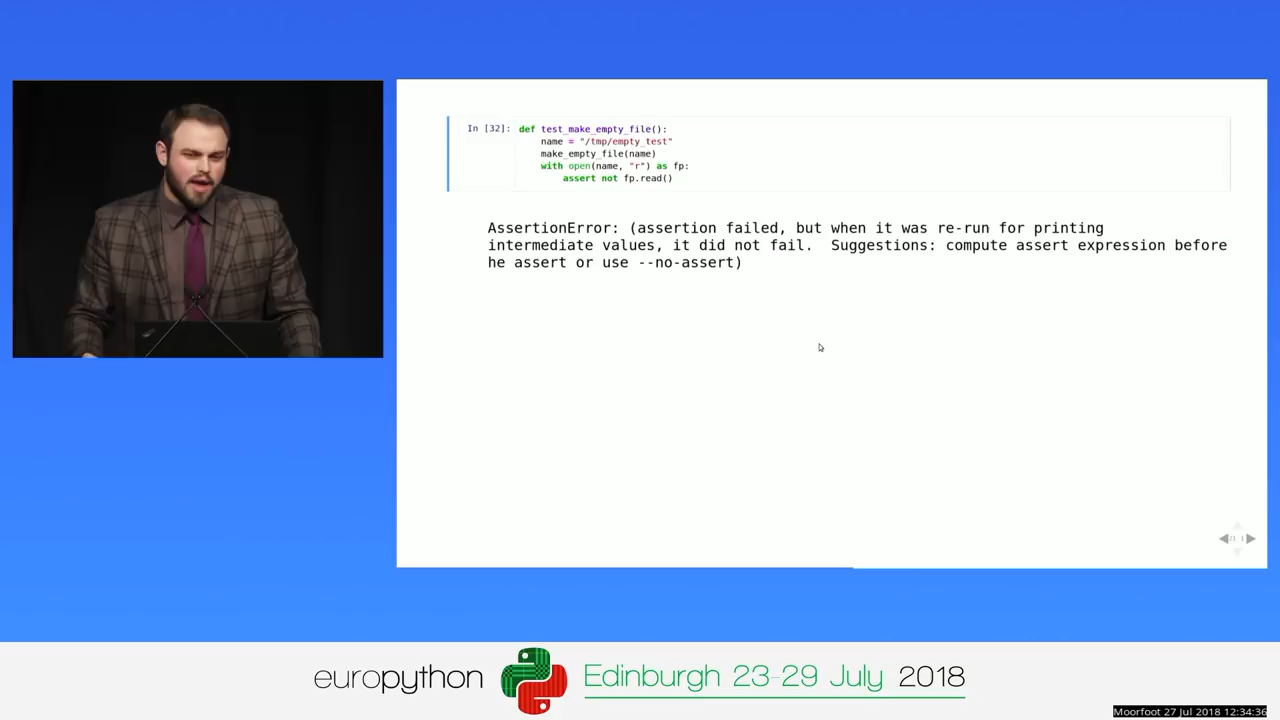 In [32]: def test_make_empty_file():
name = "/tmp/empty_test"
make_empty_file(name)
with open(name, "r") as fp:
assert not fp.read()
AssertionError: (assertion failed, but when it was re-run for printing
intermediate values, it did not fail.  Suggestions: compute assert expression before
he assert or use --no-assert)
europython Edinburgh 23-29 July 2018
Moorfoot 27 Jul 2018 12:34:36